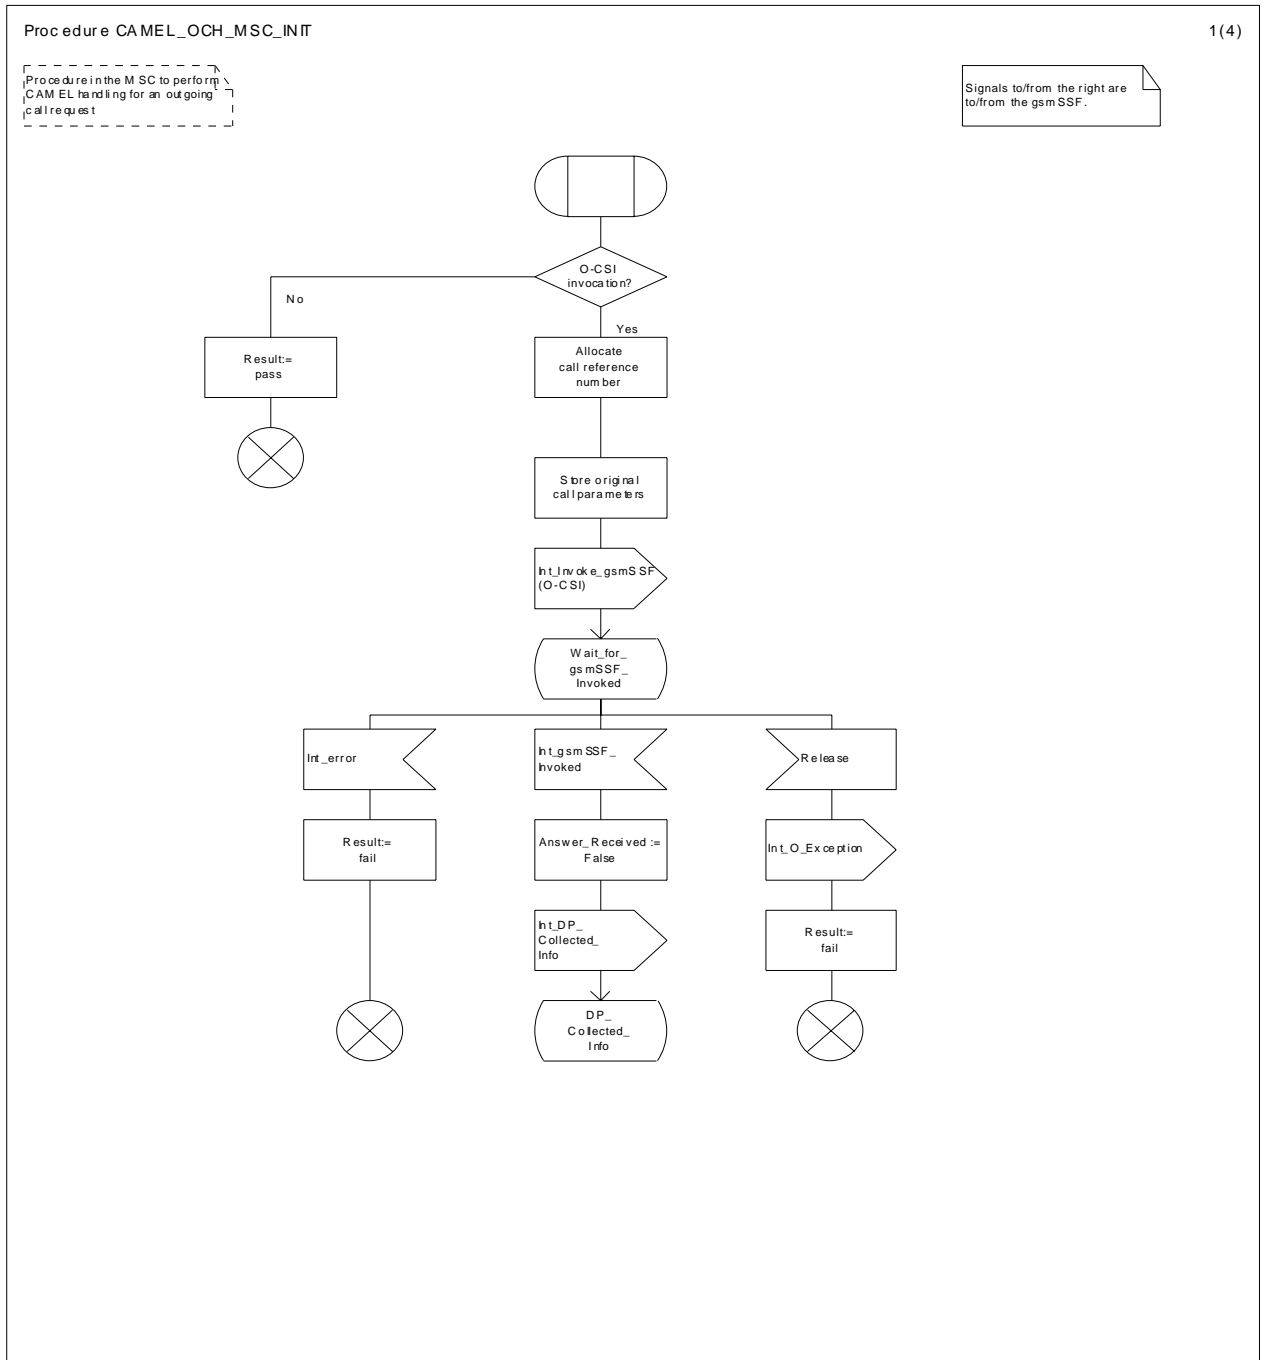 Procedure CAMEL_OCH_MSC_INIT
1(4)
Procedure in the MSC to perform
CAMEL handling for an outgoing
call request
Signals to/from the right are
to/from the gsmSSF.
O-CSI
invocation?
No
Yes
Result:=
pass
Allocate
call reference
number
Store original
call parameters
Int_Invoke_gsmSSF
(O-CSI)
Wait_for_
gsmSSF_
Invoked
Int_error
Int_gsmSSF_
Invoked
Release
Result:=
fail
Answer_Received :=
False
Int_O_Exception
Int_DP_
Collected_
Info
Result:=
fail
DP_
Collected_
Info